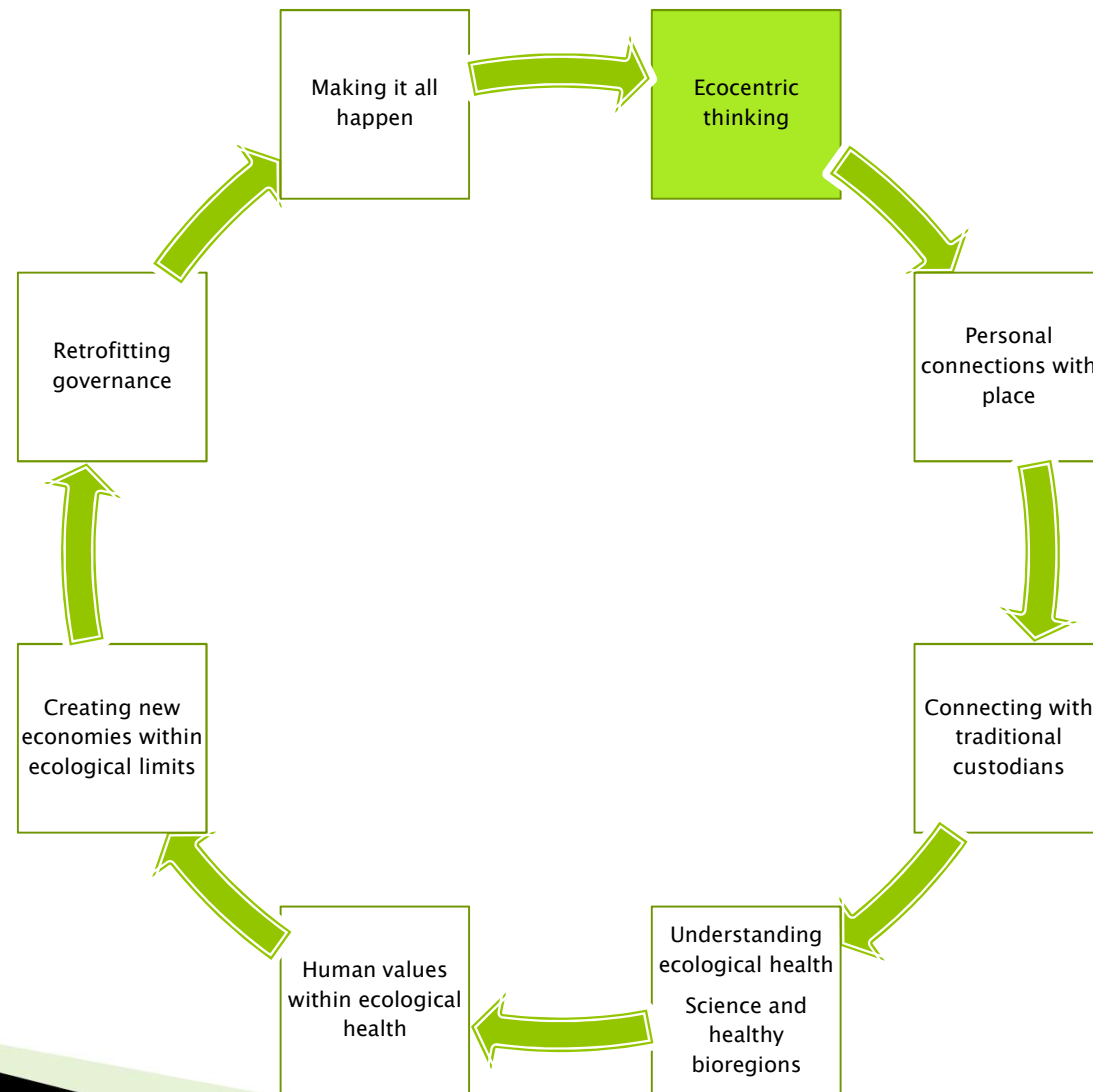 Making it all
happen
Ecocentric
thinking
Personal
connections with
place
Connecting with
traditional
custodians
Understanding
ecological health
Science and
healthy
bioregions
Human values
within ecological
health
Creating new
economies within
ecological limits
Retrofitting
governance